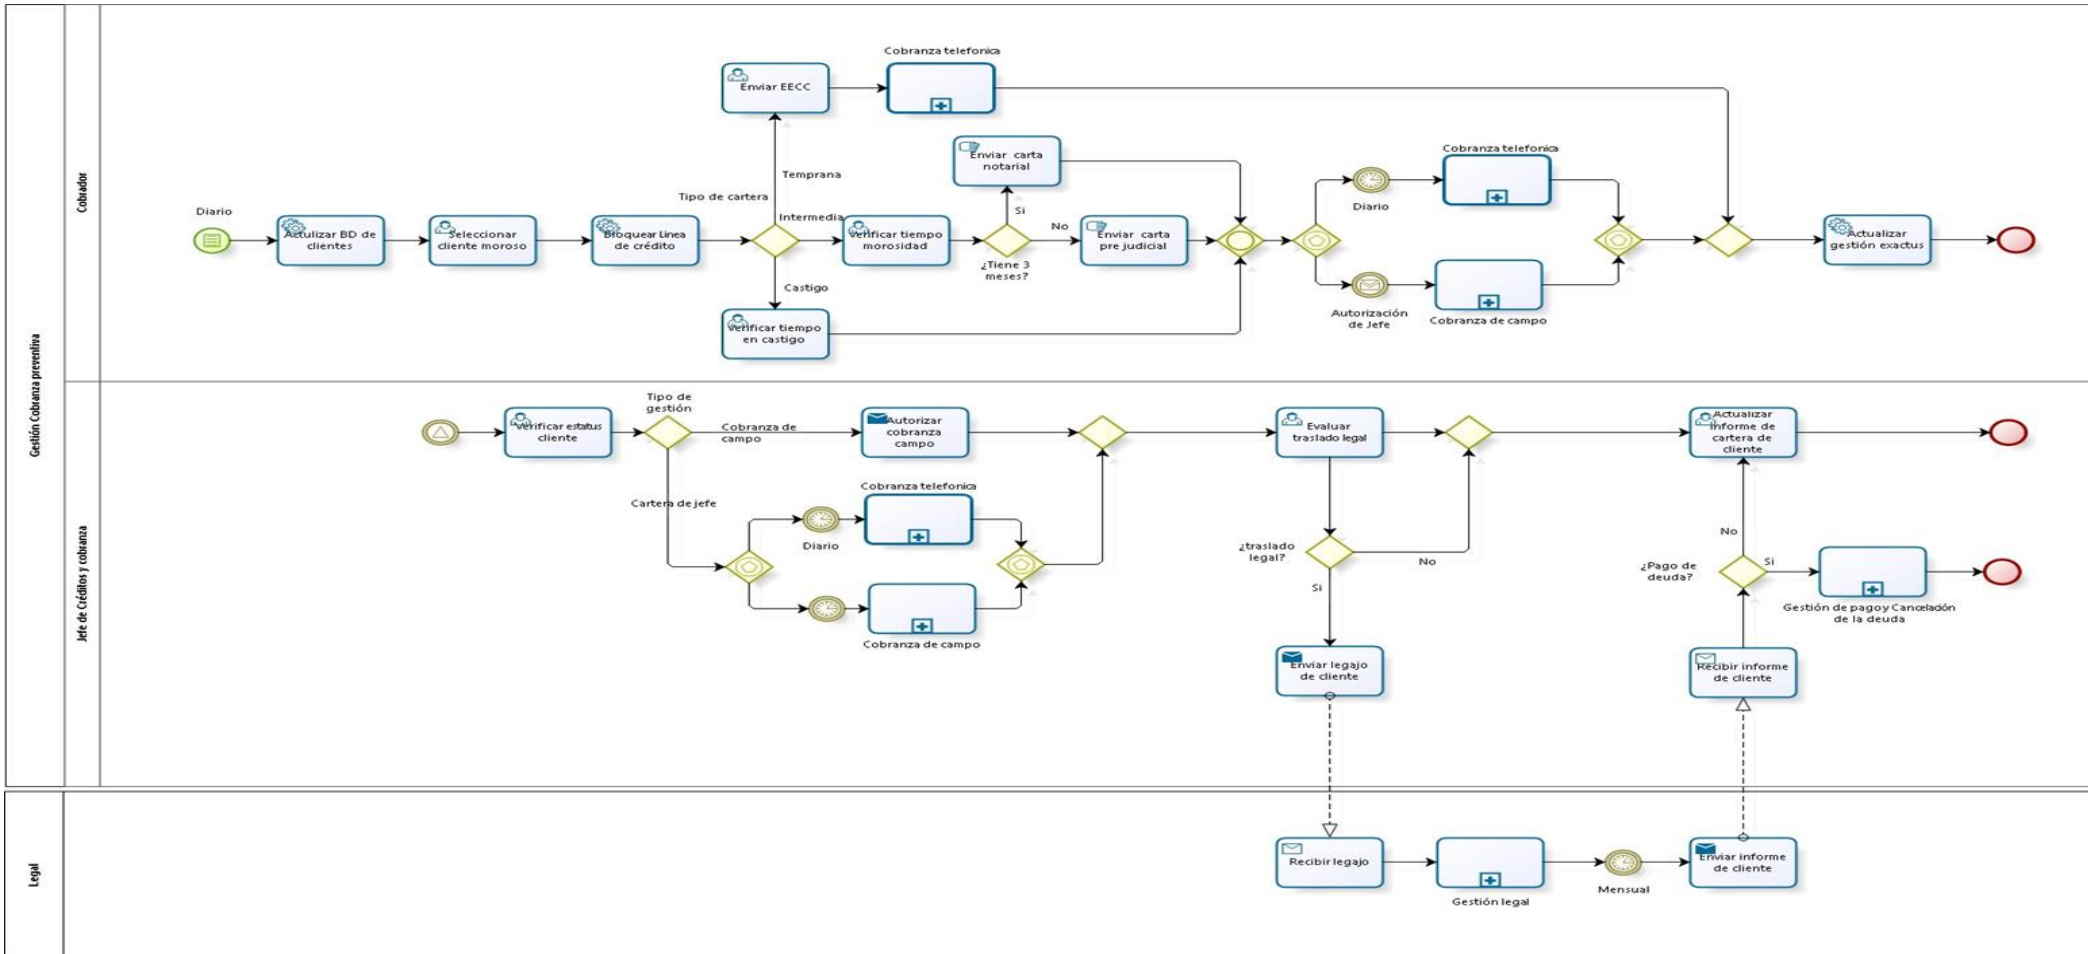 Gestión Cobranza preventiva
Cobrador
Cobranza telefonica
Enviar EECC
Temprana
Tipo de cartera
Diario
Actulizar BD de
clientes
Seleccionar
cliente moroso
Bloquear Linea
de crédito
Intermedia
Verificar tiempo
morosidad
¿Tiene 3
meses?
Si
No
Enviar carta
notarial
Enviar carta
pre judicial
Castigo
Verificar tiempo
en castigo
Diario
Cobranza telefonica
Autorización
de Jefe
Cobranza de campo
Actualizar
gestión exactus
Jefe de Créditos y cobranza
Verificar estatus
cliente
Tipo de
gestión
Cobranza de
campo
Autorizar
cobranza
campo
Cartera de jefe
Cobranza telefonica
Diario
Cobranza de campo
Evaluar
traslado legal
¿traslado
legal?
No
Si
Enviar legajo
de cliente
Actualizar
Informe de
cartera de
cliente
No
¿Pago de
deuda?
Si
Gestión de pago y Cancelación
de la deuda
Recibir informe
de cliente
Legal
Recibir legajo
Gestión legal
Mensual
Enviar informe
de cliente